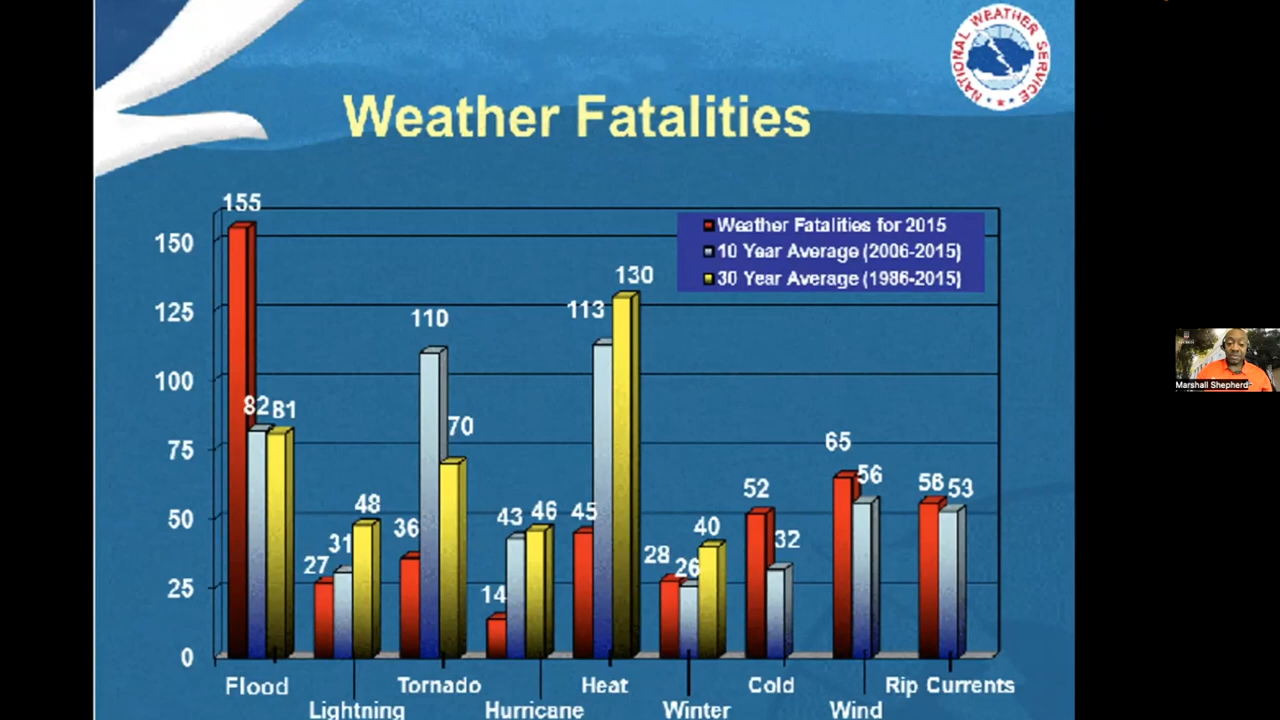 NATIONAL WEATHER SERVICE
Weather Fatalities
Weather Fatalities for 2015
10 Year Average (2006-2015)
30 Year Average (1986-2015)
150
125
100
75
50
25
0
155
82
81
27
31
48
36
110
70
14
43
46
45
113
130
28
26
40
52
32
65
56
56
53
Flood
Lightning
Tornado
Hurricane
Heat
Winter
Cold
Wind
Rip Currents
Marshall Shepherd